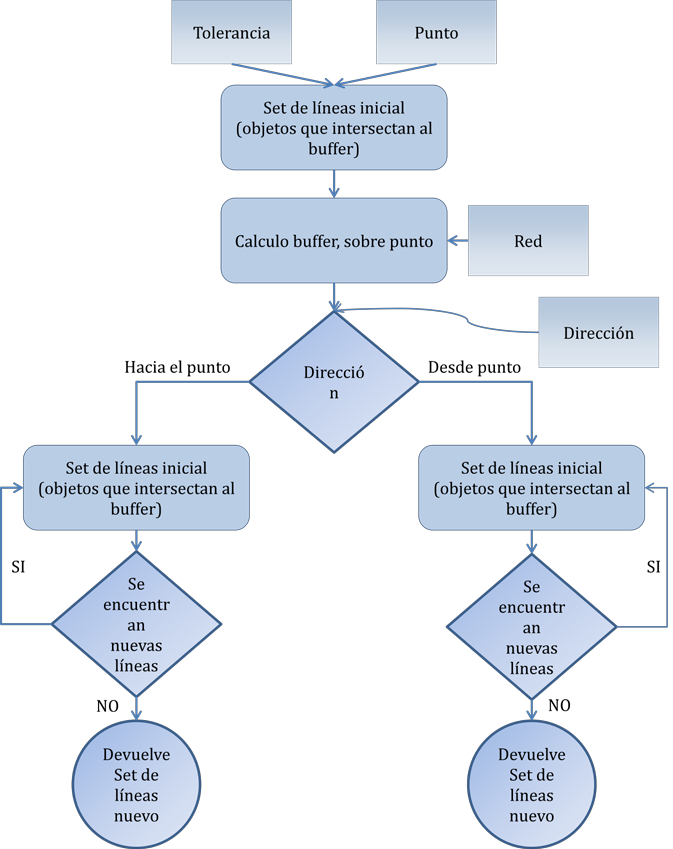 Tolerancia
Punto
Set de líneas inicial
(objetos que intersectan al
buffer)
Calculo buffer, sobre punto
Red
Dirección
Hacia el punto
Direcció
n
Desde punto
Set de líneas inicial
(objetos que intersectan al
buffer)
Set de líneas inicial
(objetos que intersectan al
buffer)
SI
Se
encuentr
an
nuevas
líneas
Se
encuentr
an
nuevas
líneas
SI
NO
NO
Devuelve
Set de
líneas
nuevo
Devuelve
Set de
líneas
nuevo